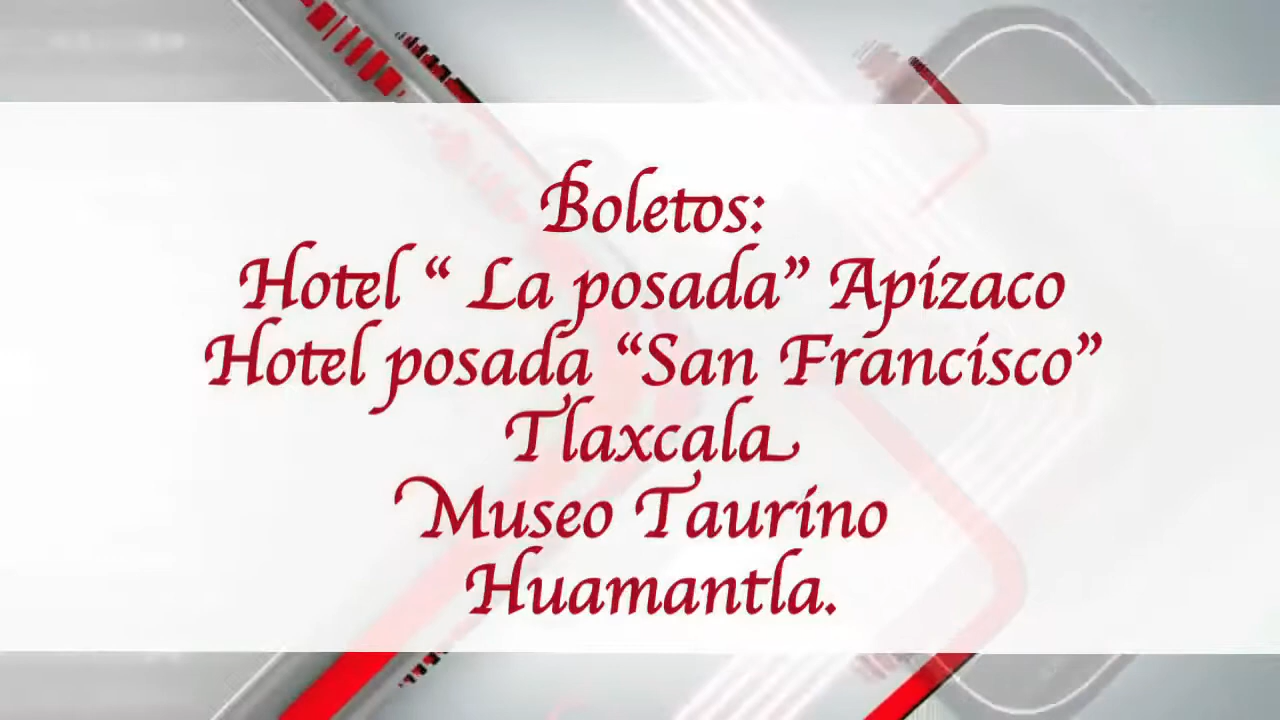 Boletos:
Hotel “ La posada” Apizaco
Hotel posada “San Francisco”
Tlaxcala
Museo Taurino
Huamantla.